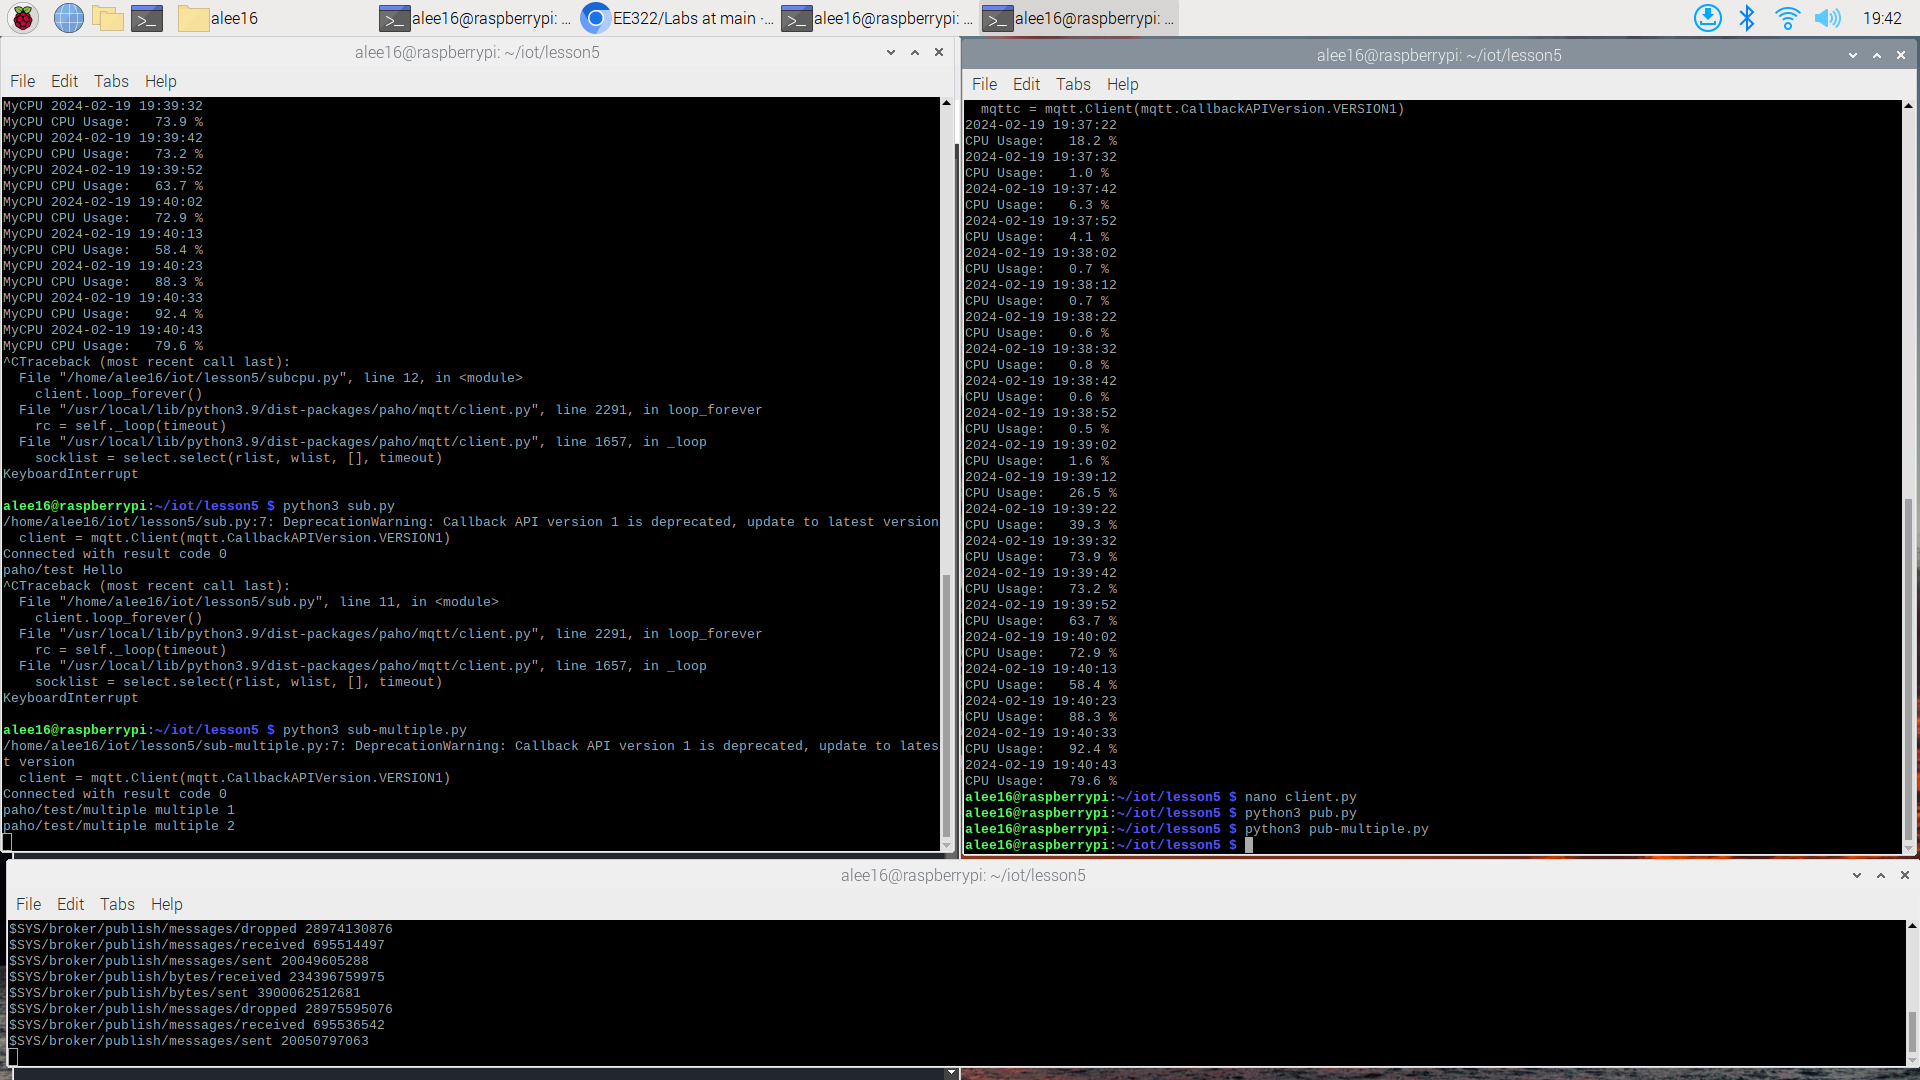 alee16
alee16@raspberrypi: ...
EE322/Labs at main · ...
alee16@raspberrypi: ...
alee16@raspberrypi: ...
19:42
alee16@raspberrypi: ~/iot/lesson5
File Edit Tabs Help
MyCPU 2024-02-19 19:39:32
MyCPU CPU Usage:   73.9 %
MyCPU 2024-02-19 19:39:42
MyCPU CPU Usage:   73.2 %
MyCPU 2024-02-19 19:39:52
MyCPU CPU Usage:   63.7 %
MyCPU 2024-02-19 19:40:02
MyCPU CPU Usage:   72.9 %
MyCPU 2024-02-19 19:40:13
MyCPU CPU Usage:   58.4 %
MyCPU 2024-02-19 19:40:23
MyCPU CPU Usage:   88.3 %
MyCPU 2024-02-19 19:40:33
MyCPU CPU Usage:   92.4 %
MyCPU 2024-02-19 19:40:43
MyCPU CPU Usage:   79.6 %
^CTraceback (most recent call last):
  File "/home/alee16/iot/lesson5/subcpu.py", line 12, in <module>
    client.loop_forever()
  File "/usr/local/lib/python3.9/dist-packages/paho/mqtt/client.py", line 2291, in loop_forever
    rc = self._loop(timeout)
  File "/usr/local/lib/python3.9/dist-packages/paho/mqtt/client.py", line 1657, in _loop
    socklist = select.select(rlist, wlist, [], timeout)
KeyboardInterrupt
alee16@raspberrypi:~/iot/lesson5 $ python3 sub.py
/home/alee16/iot/lesson5/sub.py:7: DeprecationWarning: Callback API version 1 is deprecated, update to latest version
  client = mqtt.Client(mqtt.CallbackAPIVersion.VERSION1)
Connected with result code 0
paho/test Hello
^CTraceback (most recent call last):
  File "/home/alee16/iot/lesson5/sub.py", line 11, in <module>
    client.loop_forever()
  File "/usr/local/lib/python3.9/dist-packages/paho/mqtt/client.py", line 2291, in loop_forever
    rc = self._loop(timeout)
  File "/usr/local/lib/python3.9/dist-packages/paho/mqtt/client.py", line 1657, in _loop
    socklist = select.select(rlist, wlist, [], timeout)
KeyboardInterrupt
alee16@raspberrypi:~/iot/lesson5 $ python3 sub-multiple.py
/home/alee16/iot/lesson5/sub-multiple.py:7: DeprecationWarning: Callback API version 1 is deprecated, update to lates
t version
  client = mqtt.Client(mqtt.CallbackAPIVersion.VERSION1)
Connected with result code 0
paho/test/multiple multiple 1
paho/test/multiple multiple 2
alee16@raspberrypi: ~/iot/lesson5
File Edit Tabs Help
  mqttc = mqtt.Client(mqtt.CallbackAPIVersion.VERSION1)
2024-02-19 19:37:22
CPU Usage:   18.2 %
2024-02-19 19:37:32
CPU Usage:   1.0 %
2024-02-19 19:37:42
CPU Usage:   6.3 %
2024-02-19 19:37:52
CPU Usage:   4.1 %
2024-02-19 19:38:02
CPU Usage:   0.7 %
2024-02-19 19:38:12
CPU Usage:   0.7 %
2024-02-19 19:38:22
CPU Usage:   0.6 %
2024-02-19 19:38:32
CPU Usage:   0.8 %
2024-02-19 19:38:42
CPU Usage:   0.6 %
2024-02-19 19:38:52
CPU Usage:   0.5 %
2024-02-19 19:39:02
CPU Usage:   1.6 %
2024-02-19 19:39:12
CPU Usage:   26.5 %
2024-02-19 19:39:22
CPU Usage:   39.3 %
2024-02-19 19:39:32
CPU Usage:   73.9 %
2024-02-19 19:39:42
CPU Usage:   73.2 %
2024-02-19 19:39:52
CPU Usage:   63.7 %
2024-02-19 19:40:02
CPU Usage:   72.9 %
2024-02-19 19:40:13
CPU Usage:   58.4 %
2024-02-19 19:40:23
CPU Usage:   88.3 %
2024-02-19 19:40:33
CPU Usage:   92.4 %
2024-02-19 19:40:43
CPU Usage:   79.6 %
alee16@raspberrypi:~/iot/lesson5 $ nano client.py
alee16@raspberrypi:~/iot/lesson5 $ python3 pub.py
alee16@raspberrypi:~/iot/lesson5 $ python3 pub-multiple.py
alee16@raspberrypi:~/iot/lesson5 $
alee16@raspberrypi: ~/iot/lesson5
File Edit Tabs Help
$SYS/broker/publish/messages/dropped 28974130876
$SYS/broker/publish/messages/received 695514497
$SYS/broker/publish/messages/sent 20049605288
$SYS/broker/publish/bytes/received 234396759975
$SYS/broker/publish/bytes/sent 3900062512681
$SYS/broker/publish/messages/dropped 28975595076
$SYS/broker/publish/messages/received 695536542
$SYS/broker/publish/messages/sent 20050797063